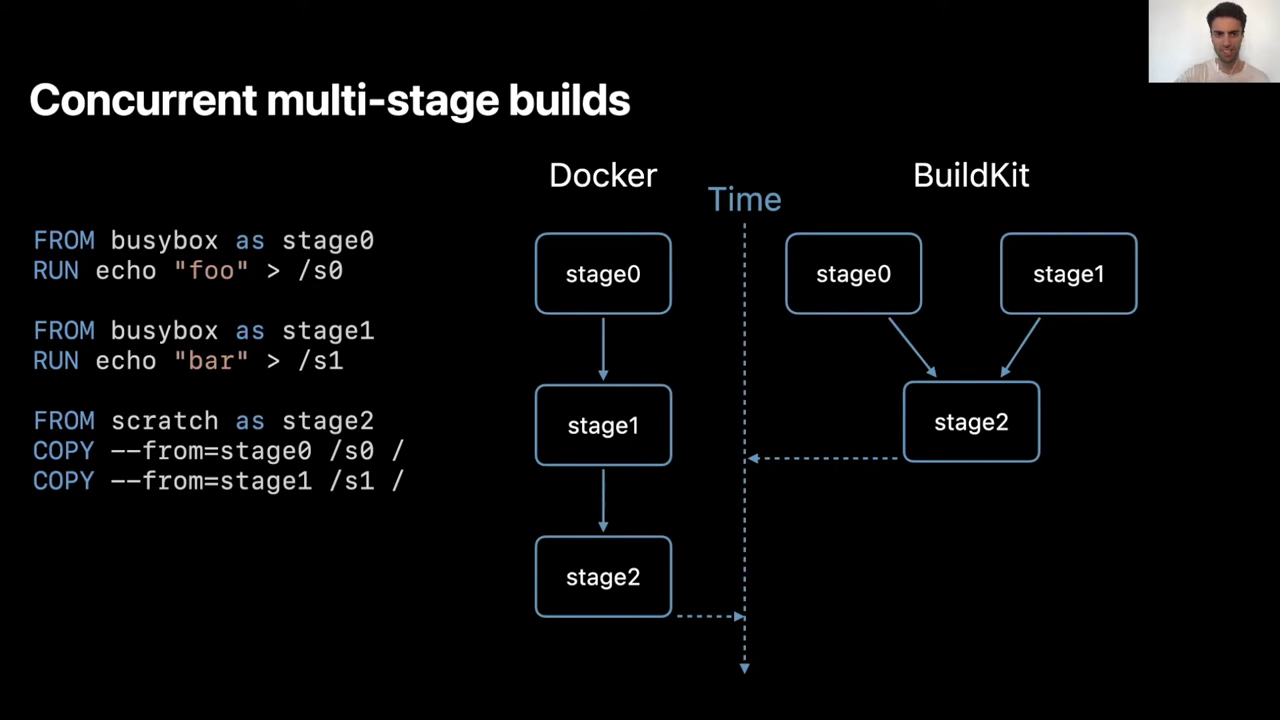 Concurrent multi-stage builds
FROM busybox as stage0
RUN echo "foo" > /s0
FROM busybox as stage1
RUN echo "bar" > /s1
FROM scratch as stage2
COPY --from=stage0 /s0 /
COPY --from=stage1 /s1 /
Docker
stage0
stage1
stage2
Time
BuildKit
stage0
stage1
stage2